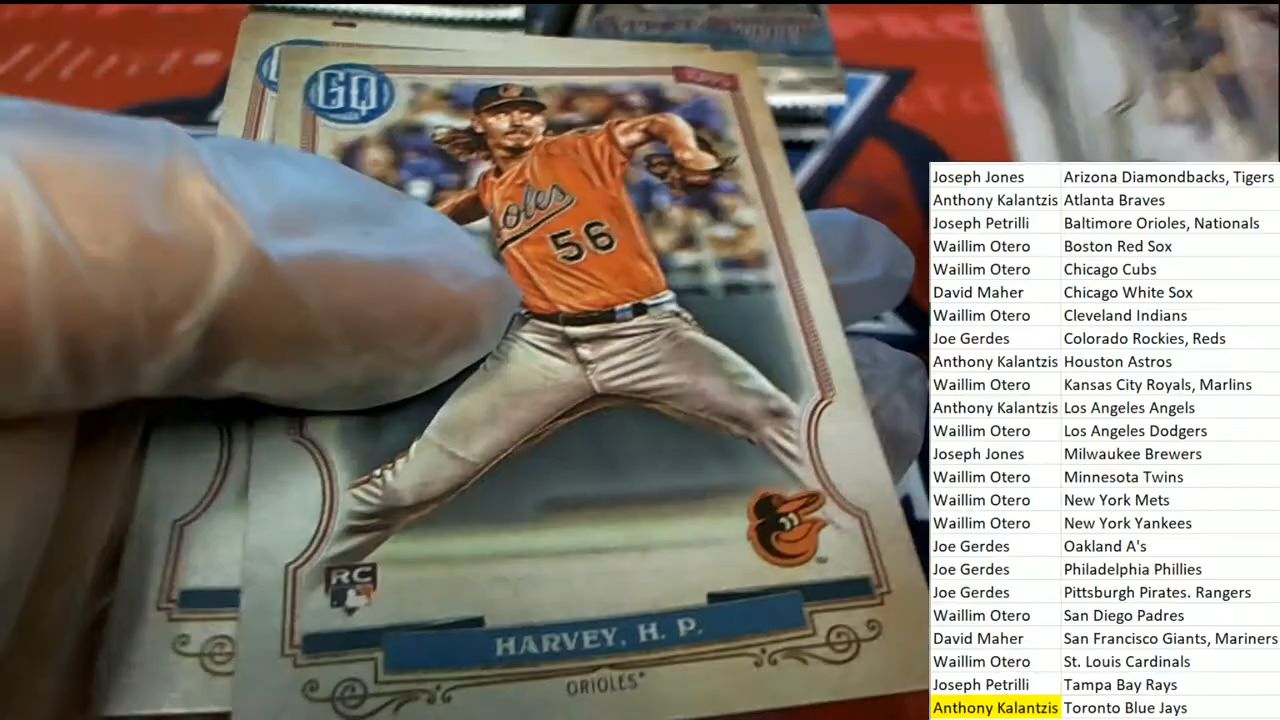 GQ
TOPPS
oles
56
RC
HARVEY, H. P.
ORIOLES
Joseph Jones Arizona Diamondbacks, Tigers
Anthony Kalantzis Atlanta Braves
Joseph Petrilli Baltimore Orioles, Nationals
Waillim Otero Boston Red Sox
Waillim Otero Chicago Cubs
David Maher Chicago White Sox
Waillim Otero Cleveland Indians
Joe Gerdes Colorado Rockies, Reds
Anthony Kalantzis Houston Astros
Waillim Otero Kansas City Royals, Marlins
Anthony Kalantzis Los Angeles Angels
Waillim Otero Los Angeles Dodgers
Joseph Jones Milwaukee Brewers
Waillim Otero Minnesota Twins
Waillim Otero New York Mets
Waillim Otero New York Yankees
Joe Gerdes Oakland A's
Joe Gerdes Philadelphia Phillies
Joe Gerdes Pittsburgh Pirates. Rangers
Waillim Otero San Diego Padres
David Maher San Francisco Giants, Mariners
Waillim Otero St. Louis Cardinals
Joseph Petrilli Tampa Bay Rays
Anthony Kalantzis Toronto Blue Jays